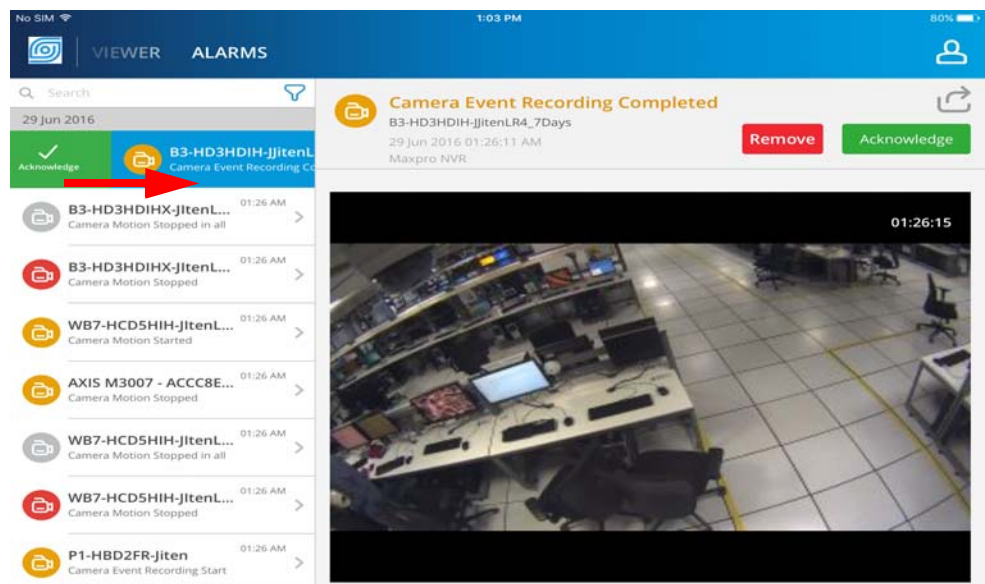 No SIM
1:03 PM
80%
VIEWER ALARMS
Search
29 Jun 2016
Acknowledge
B3-HD3HDIH-JJitenL
Camera Event Recording Co
B3-HD3HDIHX-JItenL...
01:26 AM
Camera Motion Stopped in all
B3-HD3HDIHX-JItenL...
01:26 AM
Camera Motion Stopped
WB7-HCD5HIH-JItenL...
01:26 AM
Camera Motion Started
AXIS M3007 - ACCC8E...
01:26 AM
Camera Motion Stopped
WB7-HCD5HIH-JItenL...
01:26 AM
Camera Motion Stopped in all
WB7-HCD5HIH-JItenL...
01:26 AM
Camera Motion Stopped
P1-HBD2FR-Jiten
01:26 AM
Camera Event Recording Start
Camera Event Recording Completed
B3-HD3HDIH-JJitenLR4_7Days
29 Jun 2016 01:26:11 AM
Maxpro NVR
Remove
Acknowledge
01:26:15